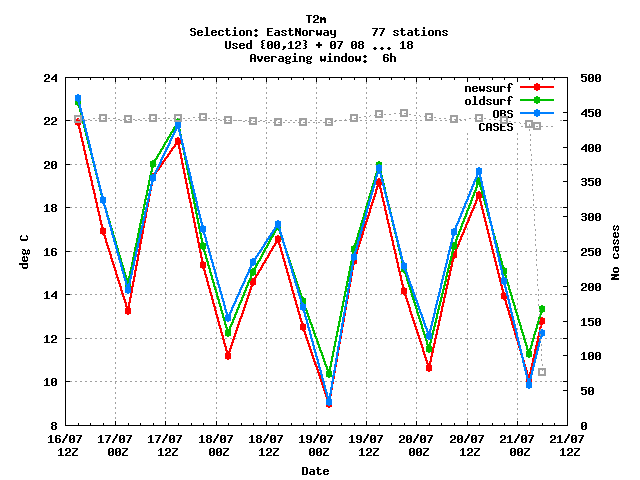 T2m
Selection: EastNorway 77 stations
Used {00,12} + 07 08 ... 18
Averaging window: 6h
24
22
20
18
16
14
12
10
8
deg C
500
450
400
350
300
250
200
150
100
50
0
No cases
newsurf
oldsurf
OBS
CASES
16/07 17/07 17/07 18/07 18/07 19/07 19/07 20/07 20/07 21/07 21/07
12Z 00Z 12Z 00Z 12Z 00Z 12Z 00Z 12Z 00Z 12Z
Date